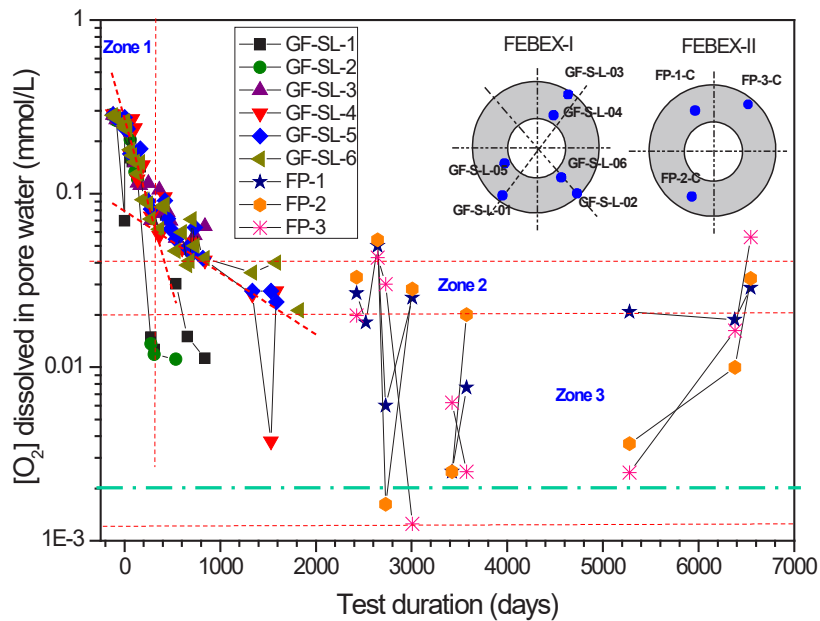 1
0.1
0.01
1E-3
[O₂] dissolved in pore water (mmol/L)
0
1000
2000
3000
4000
5000
6000
7000
Test duration (days)
Zone 1
Zone 2
Zone 3
GF-SL-1
GF-SL-2
GF-SL-3
GF-SL-4
GF-SL-5
GF-SL-6
FP-1
FP-2
FP-3
FEBEX-I
GF-S-L-03
GF-S-L-04
GF-S-L-05
GF-S-L-06
GF-S-L-01
GF-S-L-02
FEBEX-II
FP-1-C
FP-3-C
FP-2-C